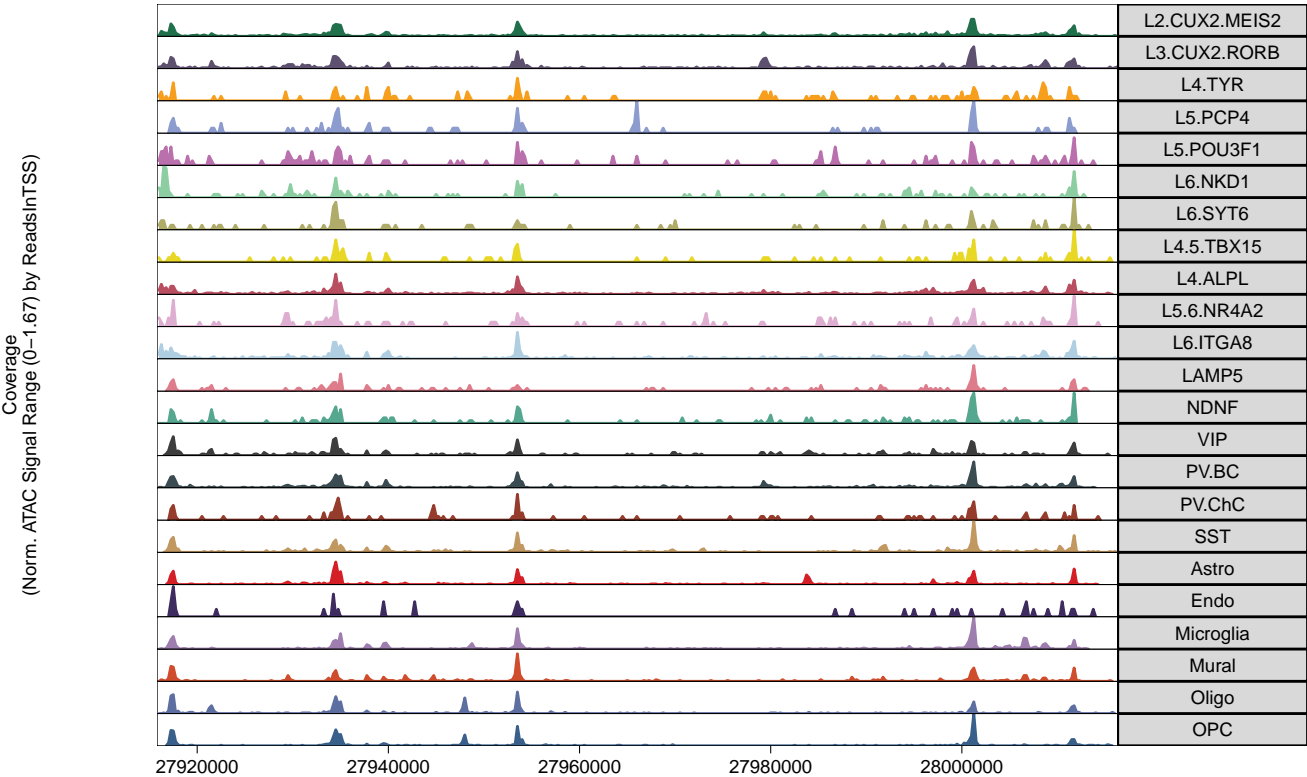 Coverage
(Norm. ATAC Signal Range (0−1.67) by ReadsInTSS)
L2.CUX2.MEIS2
L3.CUX2.RORB
L4.TYR
L5.PCP4
L5.POU3F1
L6.NKD1
L6.SYT6
L4.5.TBX15
L4.ALPL
L5.6.NR4A2
L6.ITGA8
LAMP5
NDNF
VIP
PV.BC
PV.ChC
SST
Astro
Endo
Microglia
Mural
Oligo
OPC
27920000 27940000 27960000 27980000 28000000